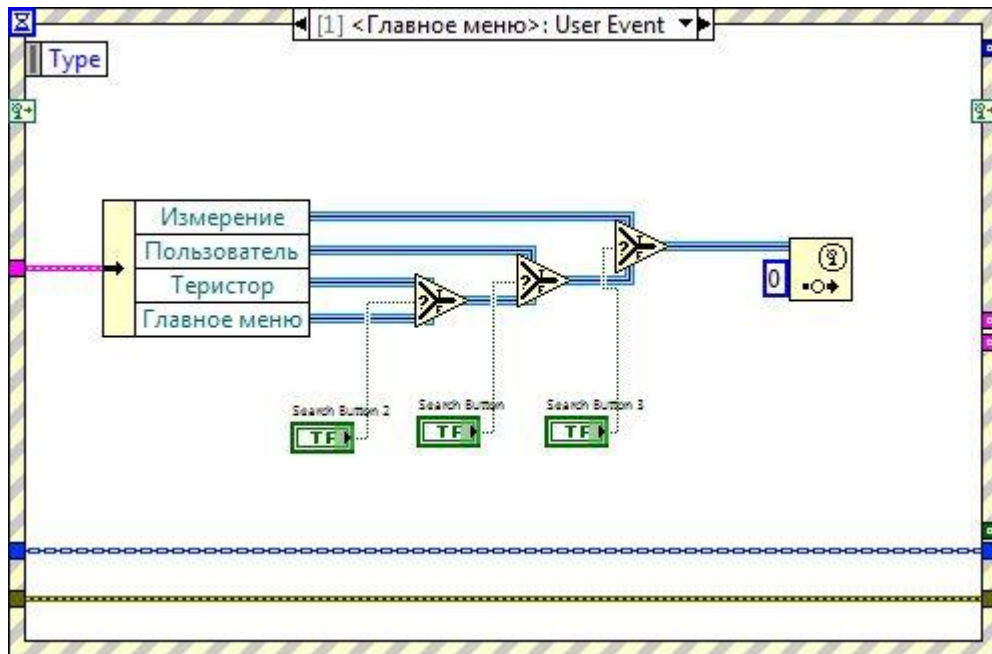 [1] <Главное меню>: User Event
Type
Измерение
Пользователь
Теристор
Главное меню
T
F
?
T
F
?
T
F
?
0
Search Button 2
Search Button
Search Button 3
TF
TF
TF